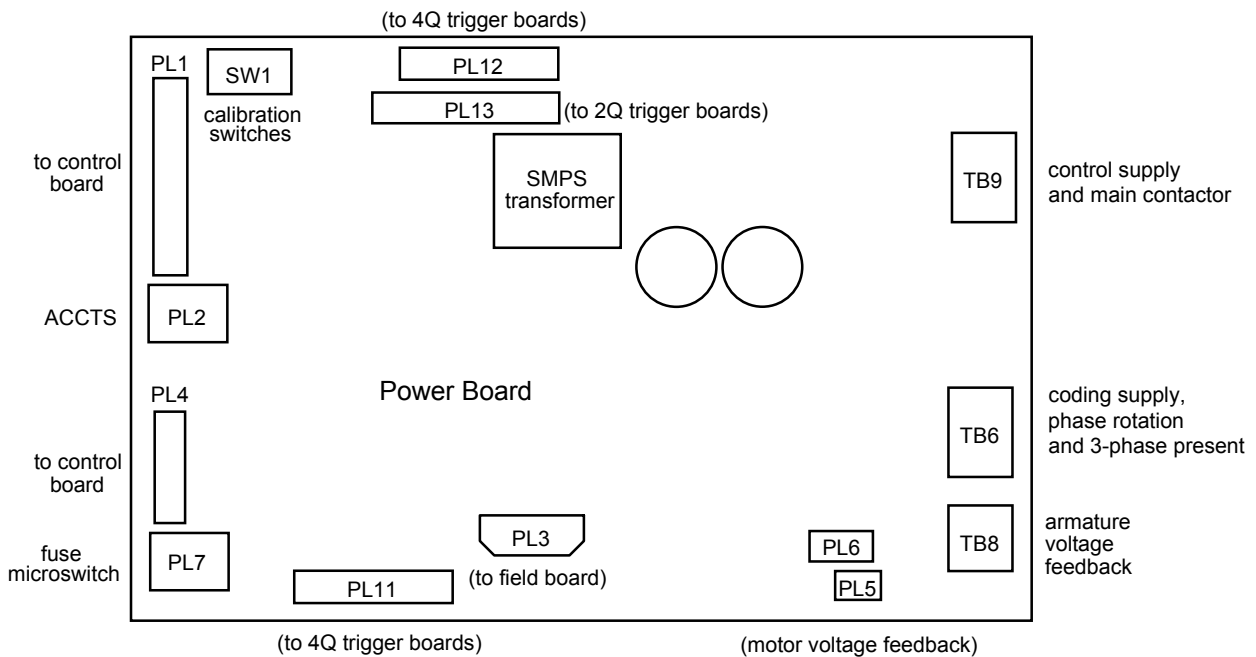 (to 4Q trigger boards)
PL1
SW1
PL12
calibration
switches
PL13
(to 2Q trigger boards)
to control
board
SMPS
transformer
TB9
control supply
and main contactor
ACCTS
PL2
PL4
Power Board
coding supply,
phase rotation
and 3-phase present
TB6
to control
board
fuse
microswitch
PL7
PL3
(to field board)
PL6
PL5
TB8
armature
voltage
feedback
PL11
(to 4Q trigger boards)
(motor voltage feedback)